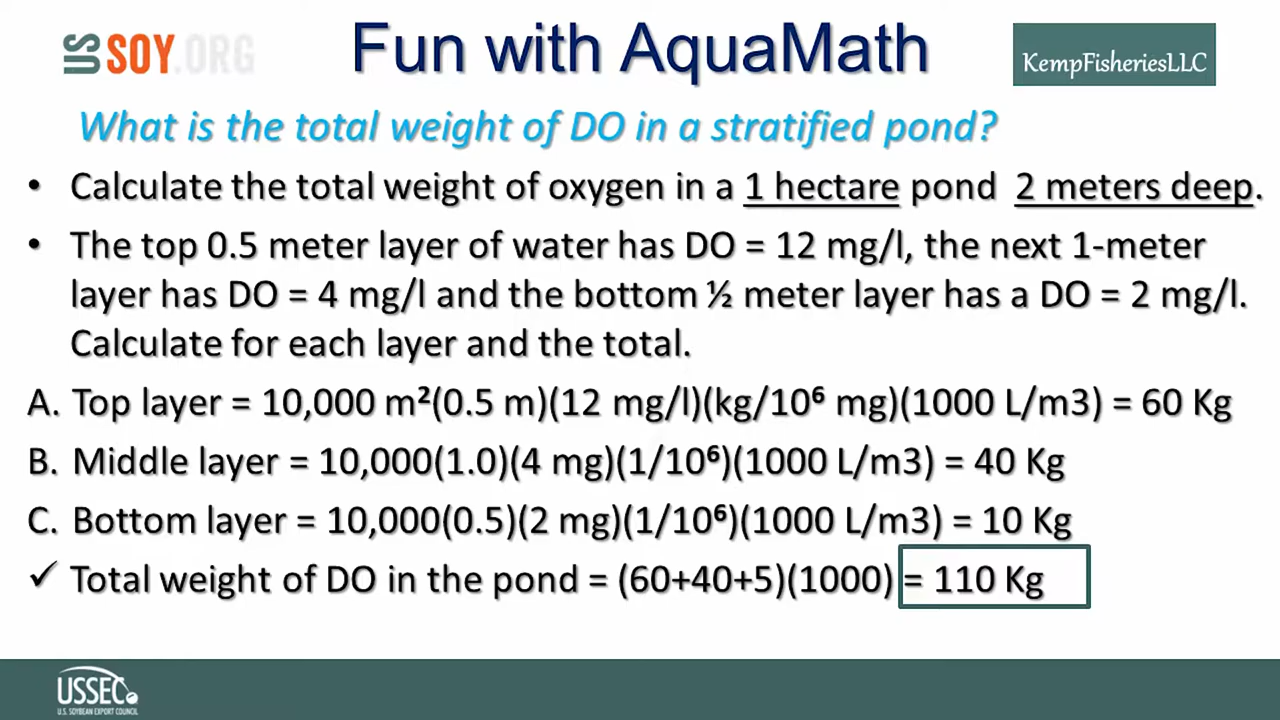 US SOY.ORG
Fun with AquaMath
KempFisheriesLLC
What is the total weight of DO in a stratified pond?
• Calculate the total weight of oxygen in a 1 hectare pond 2 meters deep.
• The top 0.5 meter layer of water has DO = 12 mg/l, the next 1-meter
layer has DO = 4 mg/l and the bottom ½ meter layer has a DO = 2 mg/l.
Calculate for each layer and the total.
A. Top layer = 10,000 m²(0.5 m)(12 mg/l)(kg/10⁶ mg)(1000 L/m3) = 60 Kg
B. Middle layer = 10,000(1.0)(4 mg)(1/10⁶)(1000 L/m3) = 40 Kg
C. Bottom layer = 10,000(0.5)(2 mg)(1/10⁶)(1000 L/m3) = 10 Kg
✓ Total weight of DO in the pond = (60+40+5)(1000) = 110 Kg
USSEC
U.S. SOYBEAN EXPORT COUNCIL